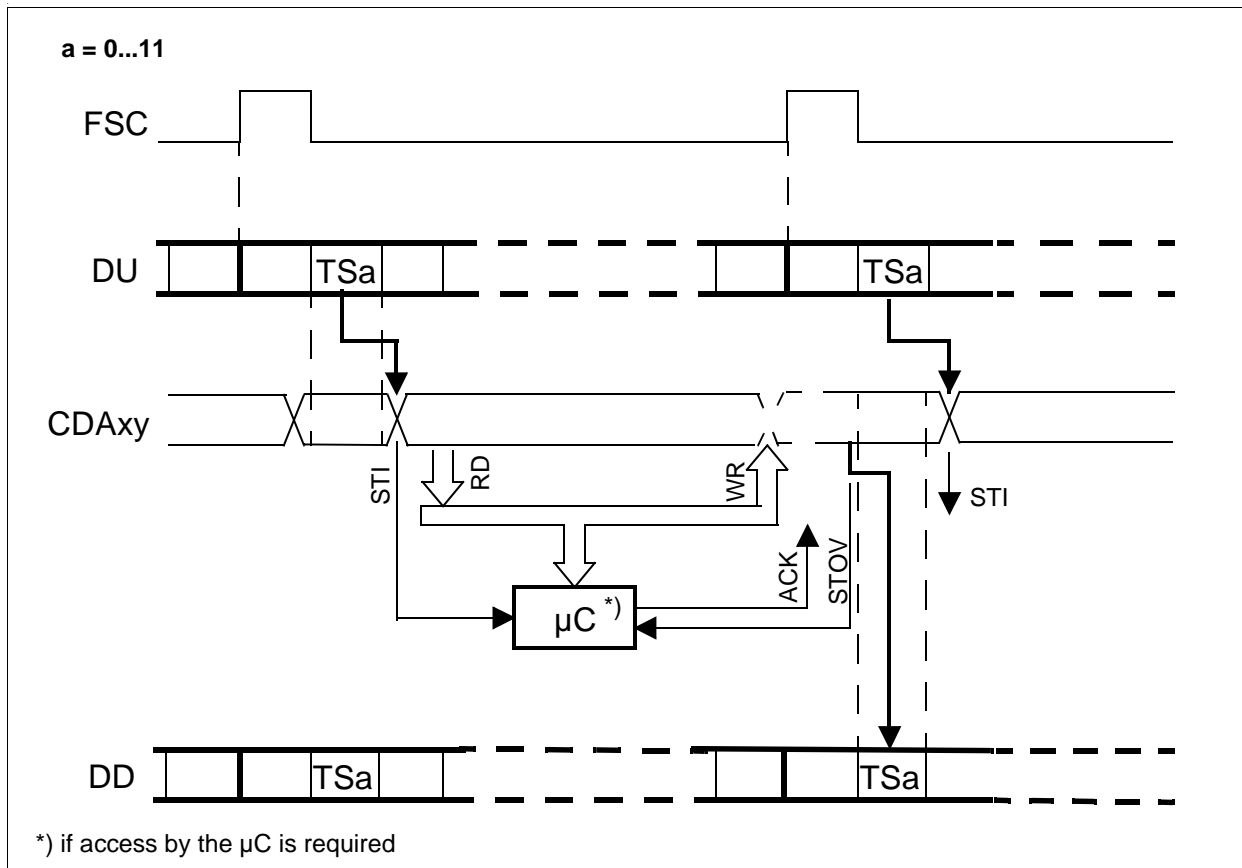 a = 0...11
FSC
DU
TSa
TSa
CDAxy
STI
RD
WR
STI
ACK
STOV
µC *)
DD
TSa
TSa
*) if access by the µC is required